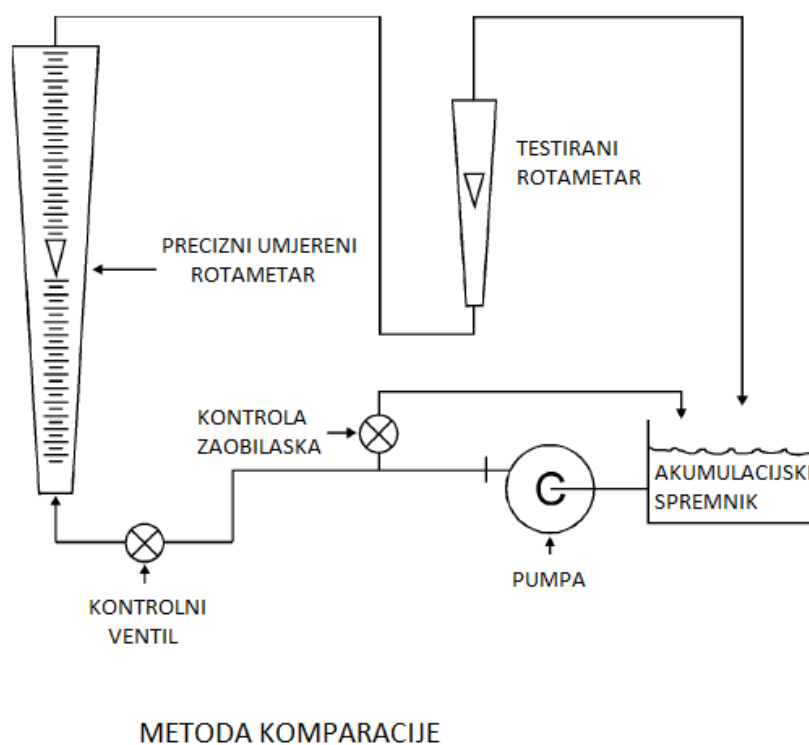 TESTIRANI
ROTAMETAR
PRECIZNI UMJERENI
ROTAMETAR
KONTROLA
ZAOBILASKA
C
AKUMULACIJSKI
SPREMNIK
PUMPA
KONTROLNI
VENTIL
METODA KOMPARACIJE